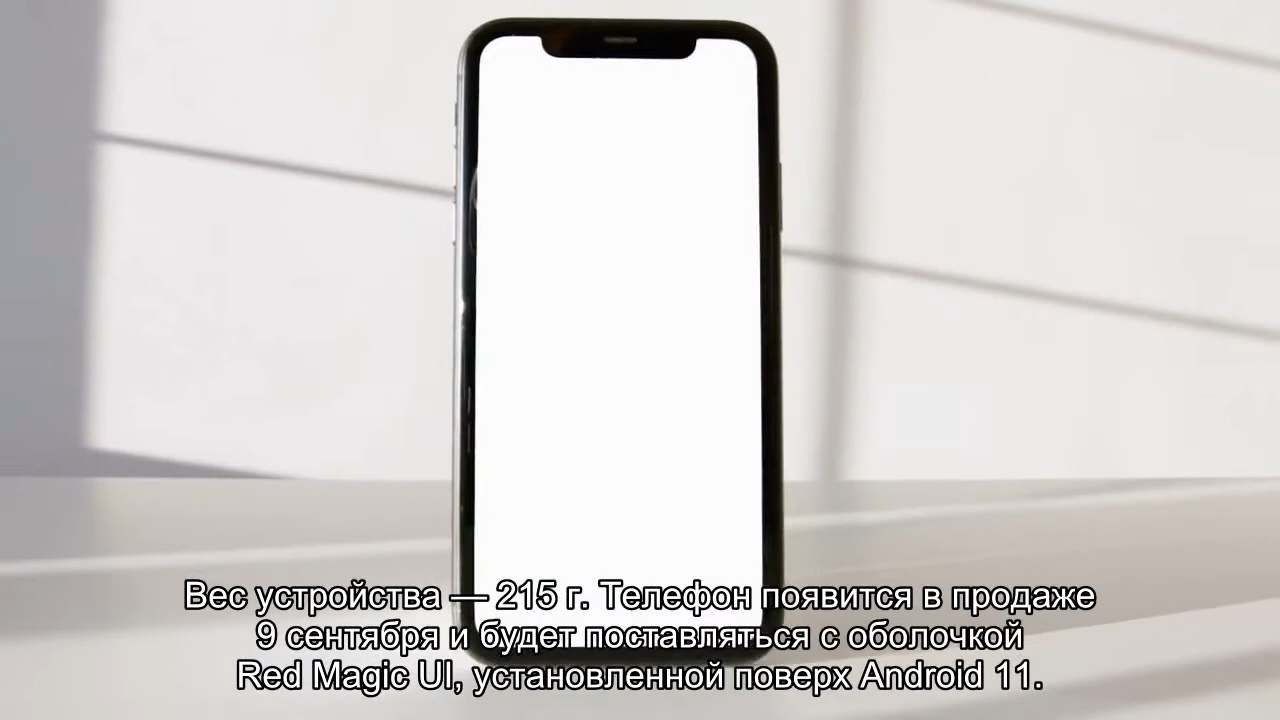 Вес устройства — 215 г. Телефон появится в продаже
9 сентября и будет поставляться с оболочкой
Red Magic UI, установленной поверх Android 11.